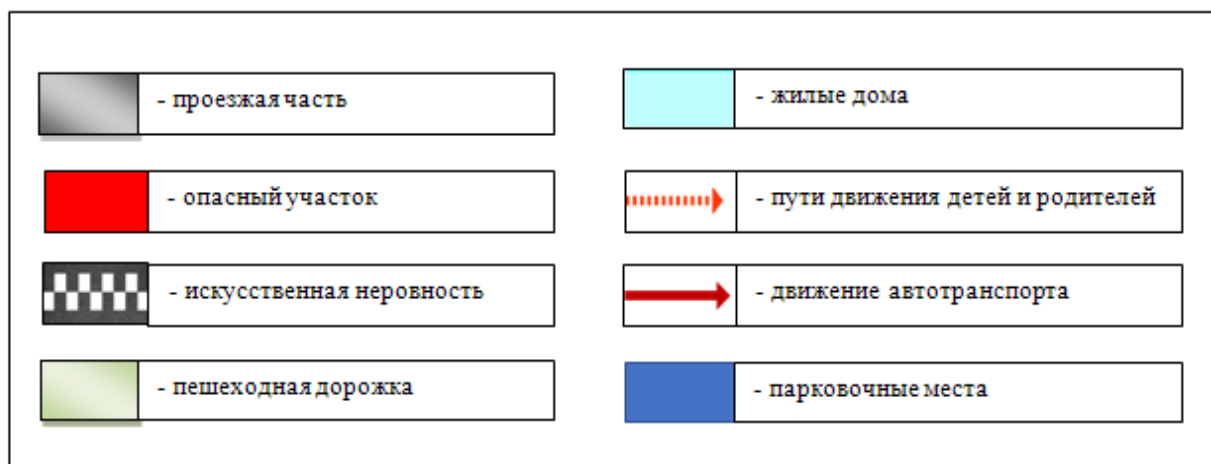 - проезжая часть
- опасный участок
- искусственная неровность
- пешеходная дорожка
- жилые дома
- пути движения детей и родителей
- движение автотранспорта
- парковочные места